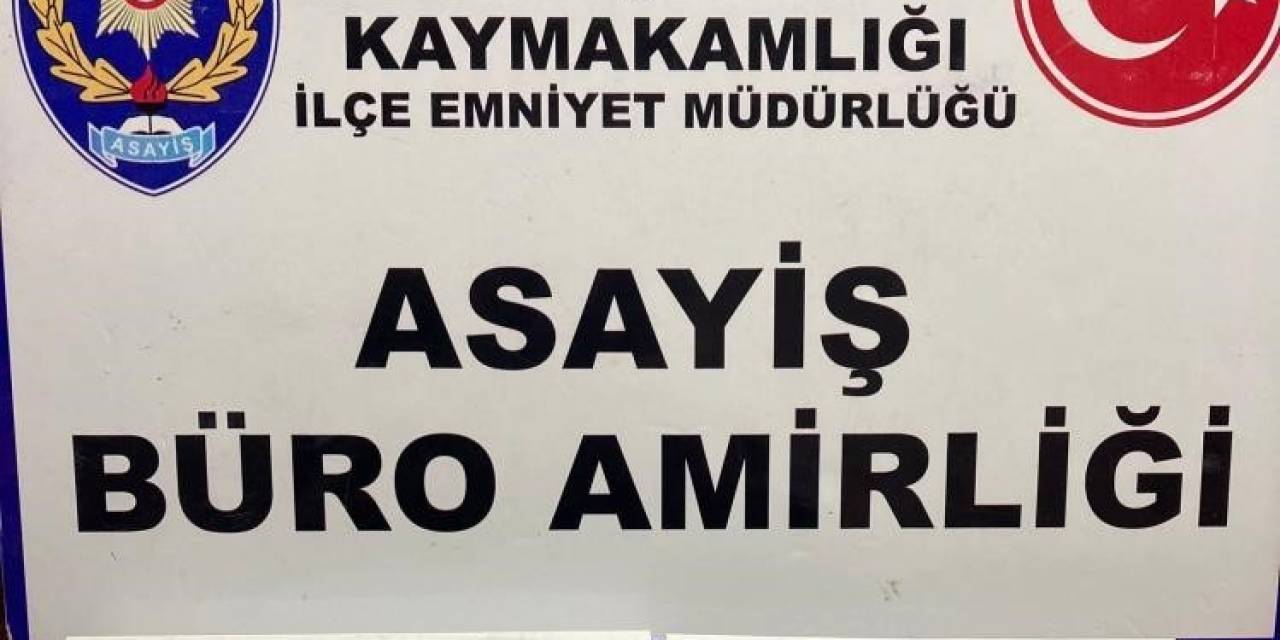 KAYMAKAMLIĞI
İLÇE EMNİYET MÜDÜRLÜĞÜ
ASAYİŞ
ASAYİŞ
BÜRO AMİRLİĞİ